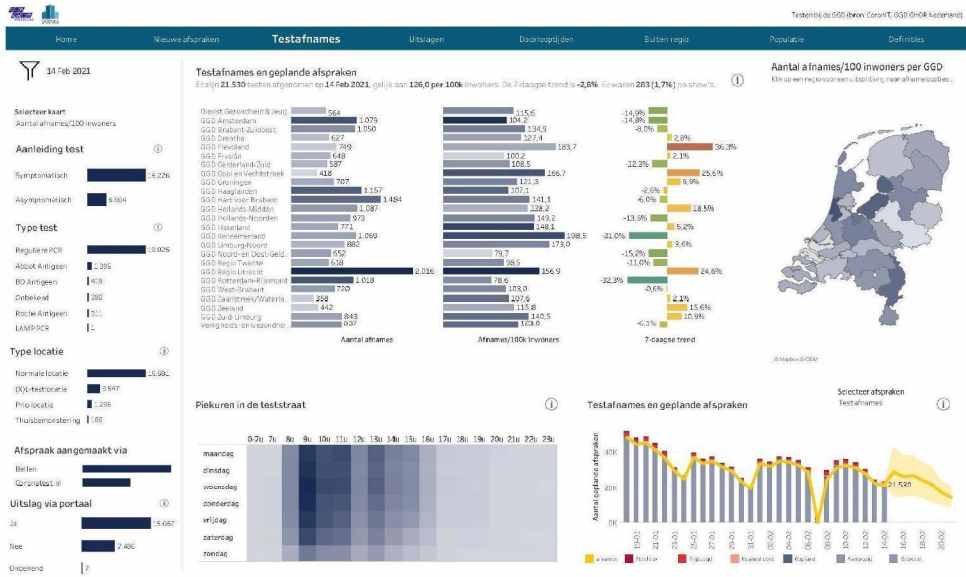 Testen bij de GGD (bron: CoronIT, GGD GHOR Nederland)
Home Nieuwe afspraken Testafnames Uitslagen Doorlooptijden Buiten regio Populatie Definities
14 Feb 2021
Selecteer kaart
Aantal afnames/100 inwoners
Aanleiding test
Symptomatisch 16.226
Asymptomatisch 5.004
Type test
Reguliere PCR 19.025
Abbot Antigeen 1.395
BD Antigeen 418
Onbekend 380
Roche Antigeen 311
LAMP PCR 1
Type locatie
Normale locatie 16.581
(X)L-testlocatie 3.547
Prio locatie 1.236
Thuisbemonstering 166
Afspraak aangemaakt via
Bellen
Coronatest.nl
Uitslag via portaal
Ja 15.657
Nee 7.486
Onbekend 7
Testafnames en geplande afspraken
Er zijn 21.530 testen afgenomen op 14 Feb 2021, gelijk aan 126,0 per 100k inwoners. De 7-daagse trend is -2,8%. Er waren 283 (1,7%) no-show's.
Dienst Gezondheid & Jeug. 564 115,6 -14,9%
GGD Amsterdam 1.079 104,2 -14,8%
GGD Brabant-Zuidoost 1.050 134,9 -8,0%
GGD Drenthe 627 127,4 2,8%
GGD Flevoland 749 183,7 36,3%
GGD Fryslân 648 100,2 2,1%
GGD Gelderland-Zuid 587 108,5 -12,3%
GGD Gooi en Vechtstreek 418 166,7 25,6%
GGD Groningen 707 121,3 9,9%
GGD Haaglanden 1.157 107,1 -2,6%
GGD Hart voor Brabant 1.484 141,1 -6,0%
GGD Hollands-Midden 1.087 138,2 18,5%
GGD Hollands-Noorden 973 149,2 -13,5%
GGD IJsselland 771 148,1 5,2%
GGD Kennemerland 1.069 198,5 -31,0%
GGD Limburg-Noord 882 173,0 3,6%
GGD Noord- en Oost-Geld. 652 79,7 -15,2%
GGD Regio Twente 618 98,5 -11,0%
GGD Regio Utrecht 2.016 156,9 24,6%
GGD Rotterdam-Rijnmond 1.018 78,6 -32,3%
GGD West-Brabant 720 103,0 -0,6%
GGD Zaanstreek/Waterla. 358 107,6 2,1%
GGD Zeeland 442 115,8 15,6%
GGD Zuid-Limburg 843 140,5 10,9%
Veiligheids- en Gezondhe. 837 -6,1%
Aantal afnames Afnames/100k inwoners 7-daagse trend
Aantal afnames/100 inwoners per GGD
Klik op een regio voor een uitsplitsing naar afnamelocaties..
© Mapbox © OSM
Piekuren in de teststraat
0-7u 7u 8u 9u 10u 11u 12u 13u 14u 15u 16u 17u 18u 19u 20u 21u 22u 23u
maandag
dinsdag
woensdag
donderdag
vrijdag
zaterdag
zondag
Selecteer afspraken
Testafnames
Testafnames en geplande afspraken
Aantal geplande afspraken
40K
20K
0K
21.530
19-01 21-01 23-01 25-01 27-01 29-01 31-01 02-02 04-02 06-02 08-02 10-02 12-02 14-02 16-02 18-02 20-02
Gepland